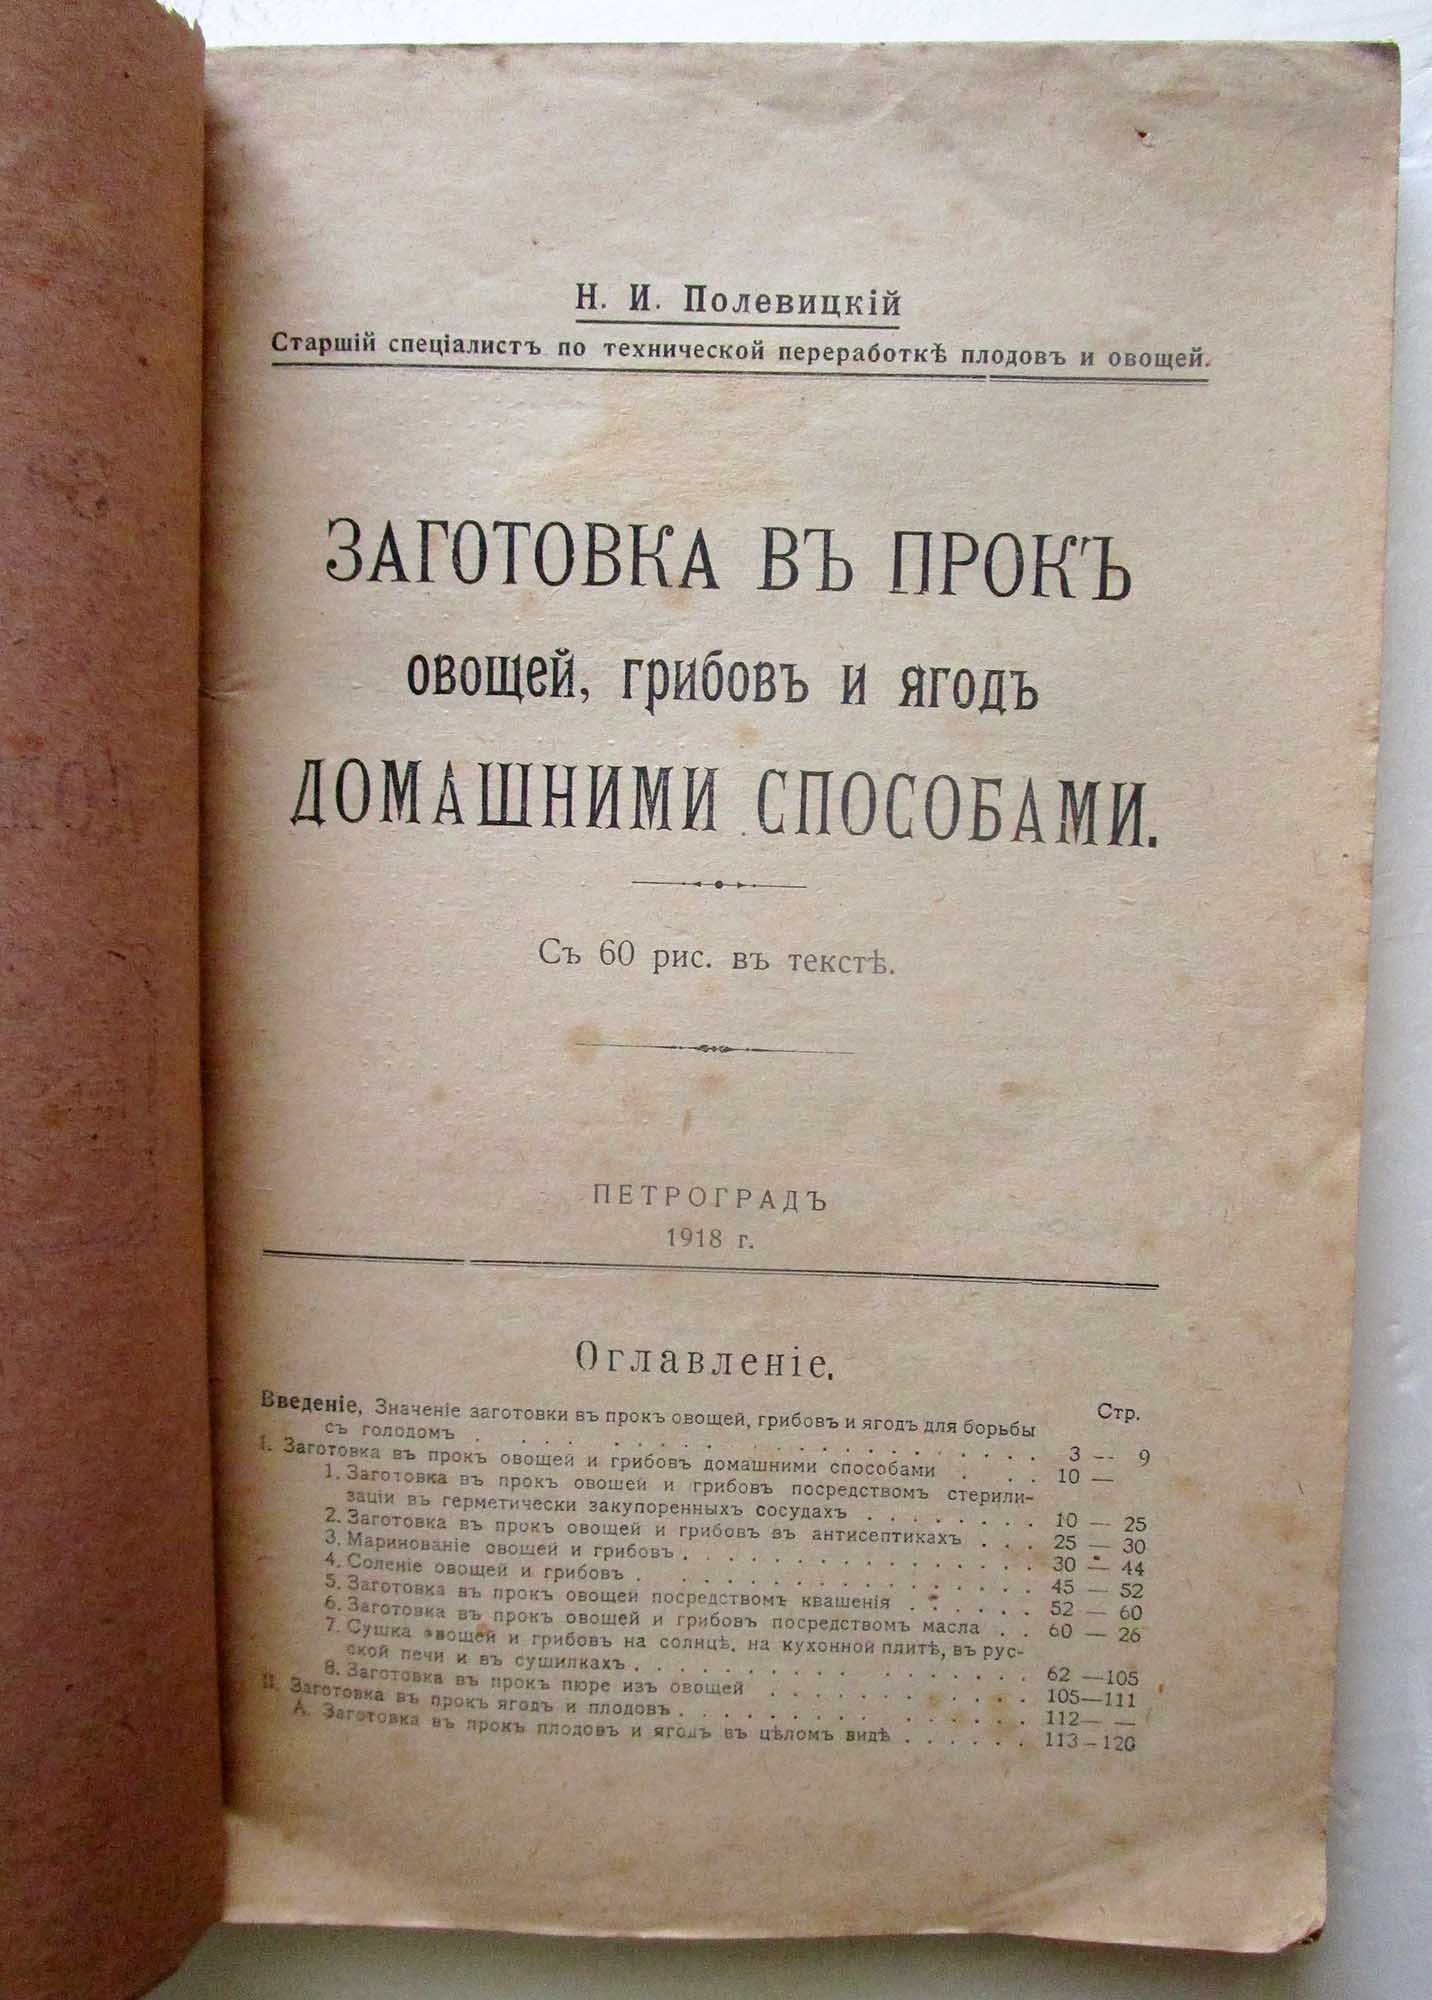 Н. И. Полевицкій
Старшій спеціалистъ по технической переработкѣ плодовъ и овощей.
ЗАГОТОВКА ВЪ ПРОКЪ
овощей, грибовъ и ягодъ
ДОМАШНИМИ СПОСОБАМИ.
Съ 60 рис. въ текстѣ.
ПЕТРОГРАДЪ
1918 г.
Оглавленіе.
Стр.
Введеніе, Значеніе заготовки въ прокъ овощей, грибовъ и ягодъ для борьбы
съ голодомъ . . . . . . . . . . . . . . . . . . . . 3 — 9
I. Заготовка въ прокъ овощей и грибовъ домашними способами . . . 10 —
1. Заготовка въ прокъ овощей и грибовъ посредствомъ стерили-
заціи въ герметически закупоренныхъ сосудахъ . . . . . . . . 10 — 25
2. Заготовка въ прокъ овощей и грибовъ въ антисептикахъ . . . 25 — 30
3. Маринованіе овощей и грибовъ . . . . . . . . . . . . . . . 30 — 44
4. Соленіе овощей и грибовъ . . . . . . . . . . . . . . . . . 45 — 52
5. Заготовка въ прокъ овощей посредствомъ квашенія . . . . . . 52 — 60
6. Заготовка въ прокъ овощей и грибовъ посредствомъ масла . . 60 — 26
7. Сушка овощей и грибовъ на солнцѣ, на кухонной плитѣ, въ рус-
ской печи и въ сушилкахъ . . . . . . . . . . . . . . . . 62 —105
8. Заготовка въ прокъ пюре изъ овощей . . . . . . . . . . . 105—111
II. Заготовка въ прокъ ягодъ и плодовъ . . . . . . . . . . . . . . 112— —
А. Заготовка въ прокъ плодовъ и ягодъ въ цѣломъ видѣ . . . . . . 113 —120